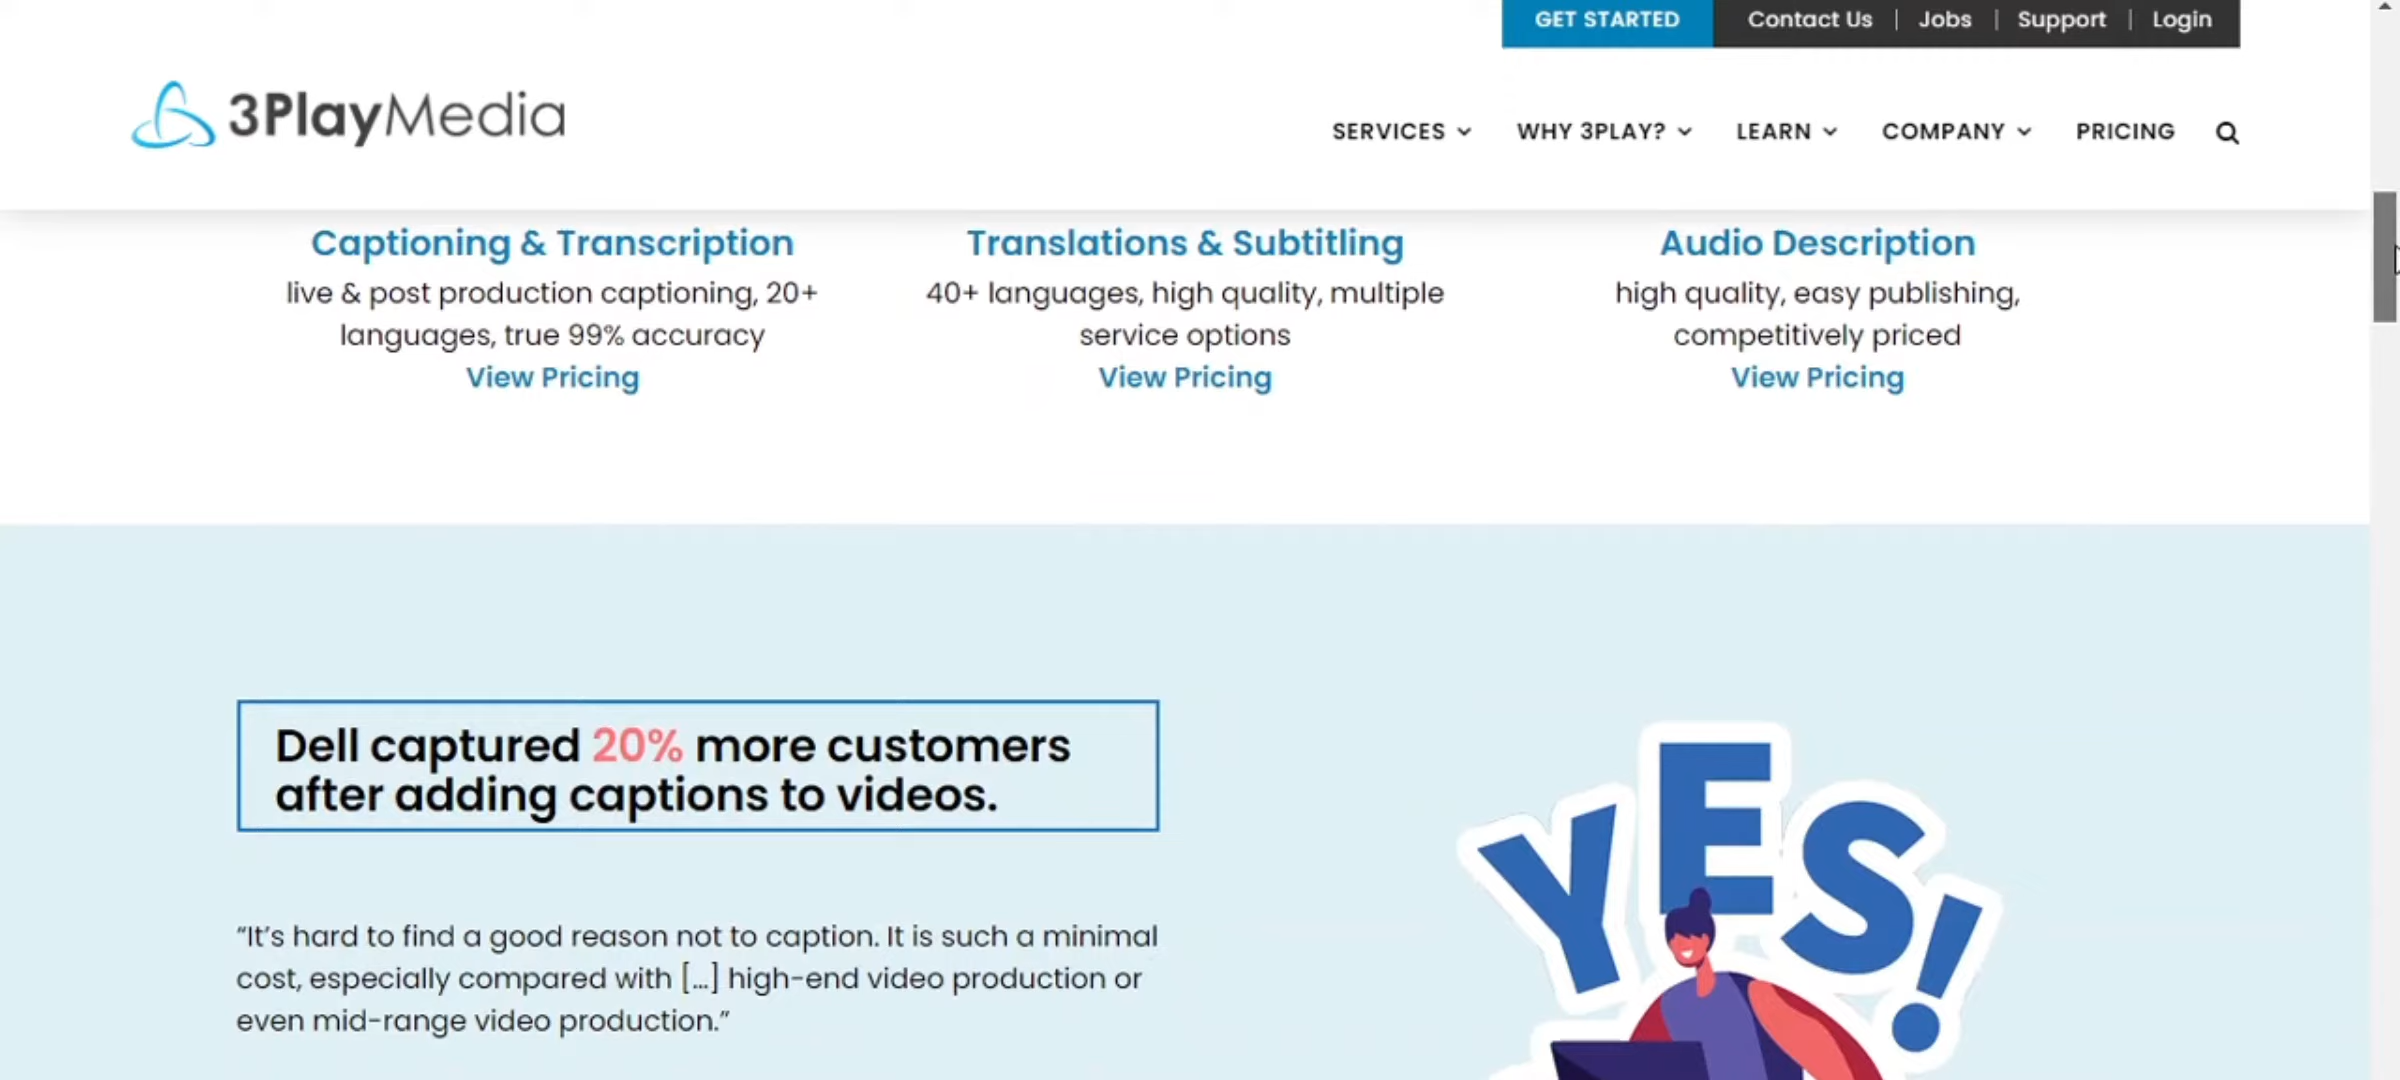 GET STARTED
Contact Us | Jobs | Support | Login
3PlayMedia
SERVICES WHY 3PLAY? LEARN COMPANY PRICING
Captioning & Transcription
live & post production captioning, 20+
languages, true 99% accuracy
View Pricing
Translations & Subtitling
40+ languages, high quality, multiple
service options
View Pricing
Audio Description
high quality, easy publishing,
competitively priced
View Pricing
Dell captured 20% more customers
after adding captions to videos.
“It’s hard to find a good reason not to caption. It is such a minimal
cost, especially compared with [...] high-end video production or
even mid-range video production.”
YES!